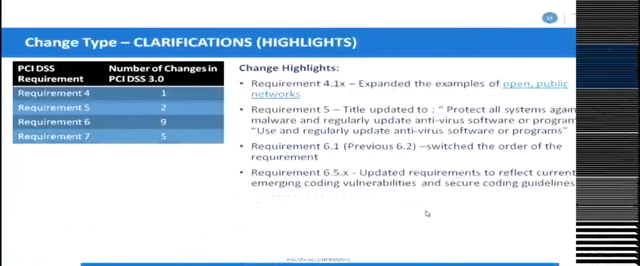 Change Type – CLARIFICATIONS (HIGHLIGHTS)
PCI DSS Requirement | Number of Changes in PCI DSS 3.0
Requirement 4 | 1
Requirement 5 | 2
Requirement 6 | 9
Requirement 7 | 5
Change Highlights:
• Requirement 4.1x – Expanded the examples of open, public
networks
• Requirement 5 – Title updated to : " Protect all systems again
malware and regularly update anti-virus software or program
"Use and regularly update anti-virus software or programs"
• Requirement 6.1 (Previous 6.2) –switched the order of the
requirement
• Requirement 6.5.x - Updated requirements to reflect current
emerging coding vulnerabilities and secure coding guidelines